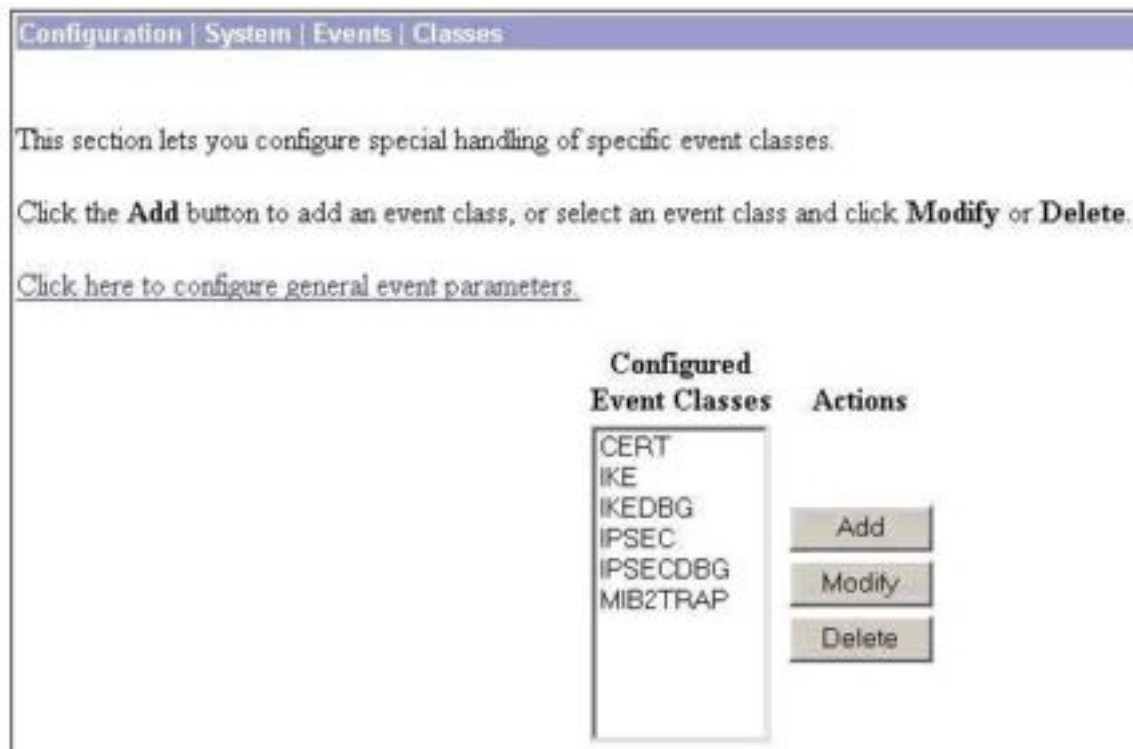 Configuration | System | Events | Classes
This section lets you configure special handling of specific event classes.
Click the Add button to add an event class, or select an event class and click Modify or Delete.
Click here to configure general event parameters.
Configured
Event Classes Actions
CERT
IKE
IKEDBG
IPSEC
IPSECDBG
MIB2TRAP
Add
Modify
Delete